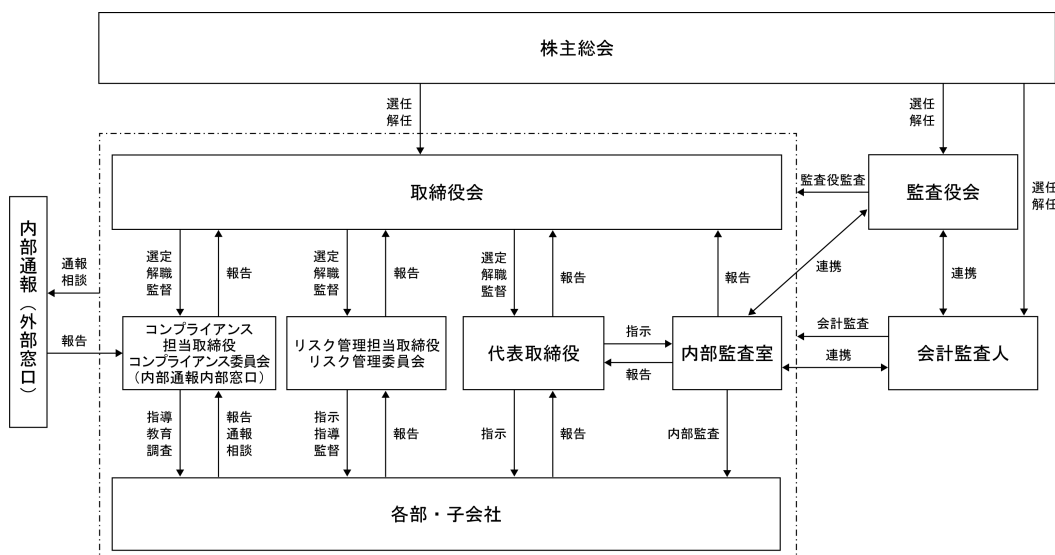 株主総会
選任
解任
選任
解任
選任
解任
取締役会
監査役監査
監査役会
内部通報（外部窓口）
通報
相談
報告
選定
解職
監督
報告
選定
解職
監督
報告
選定
解職
監督
報告
報告
連携
連携
コンプライアンス
担当取締役
コンプライアンス委員会
（内部通報内部窓口）
リスク管理担当取締役
リスク管理委員会
代表取締役
指示
報告
内部監査室
会計監査
連携
会計監査人
指導
教育
調査
報告
通報
相談
指示
指導
監督
報告
指示
報告
内部監査
各部・子会社